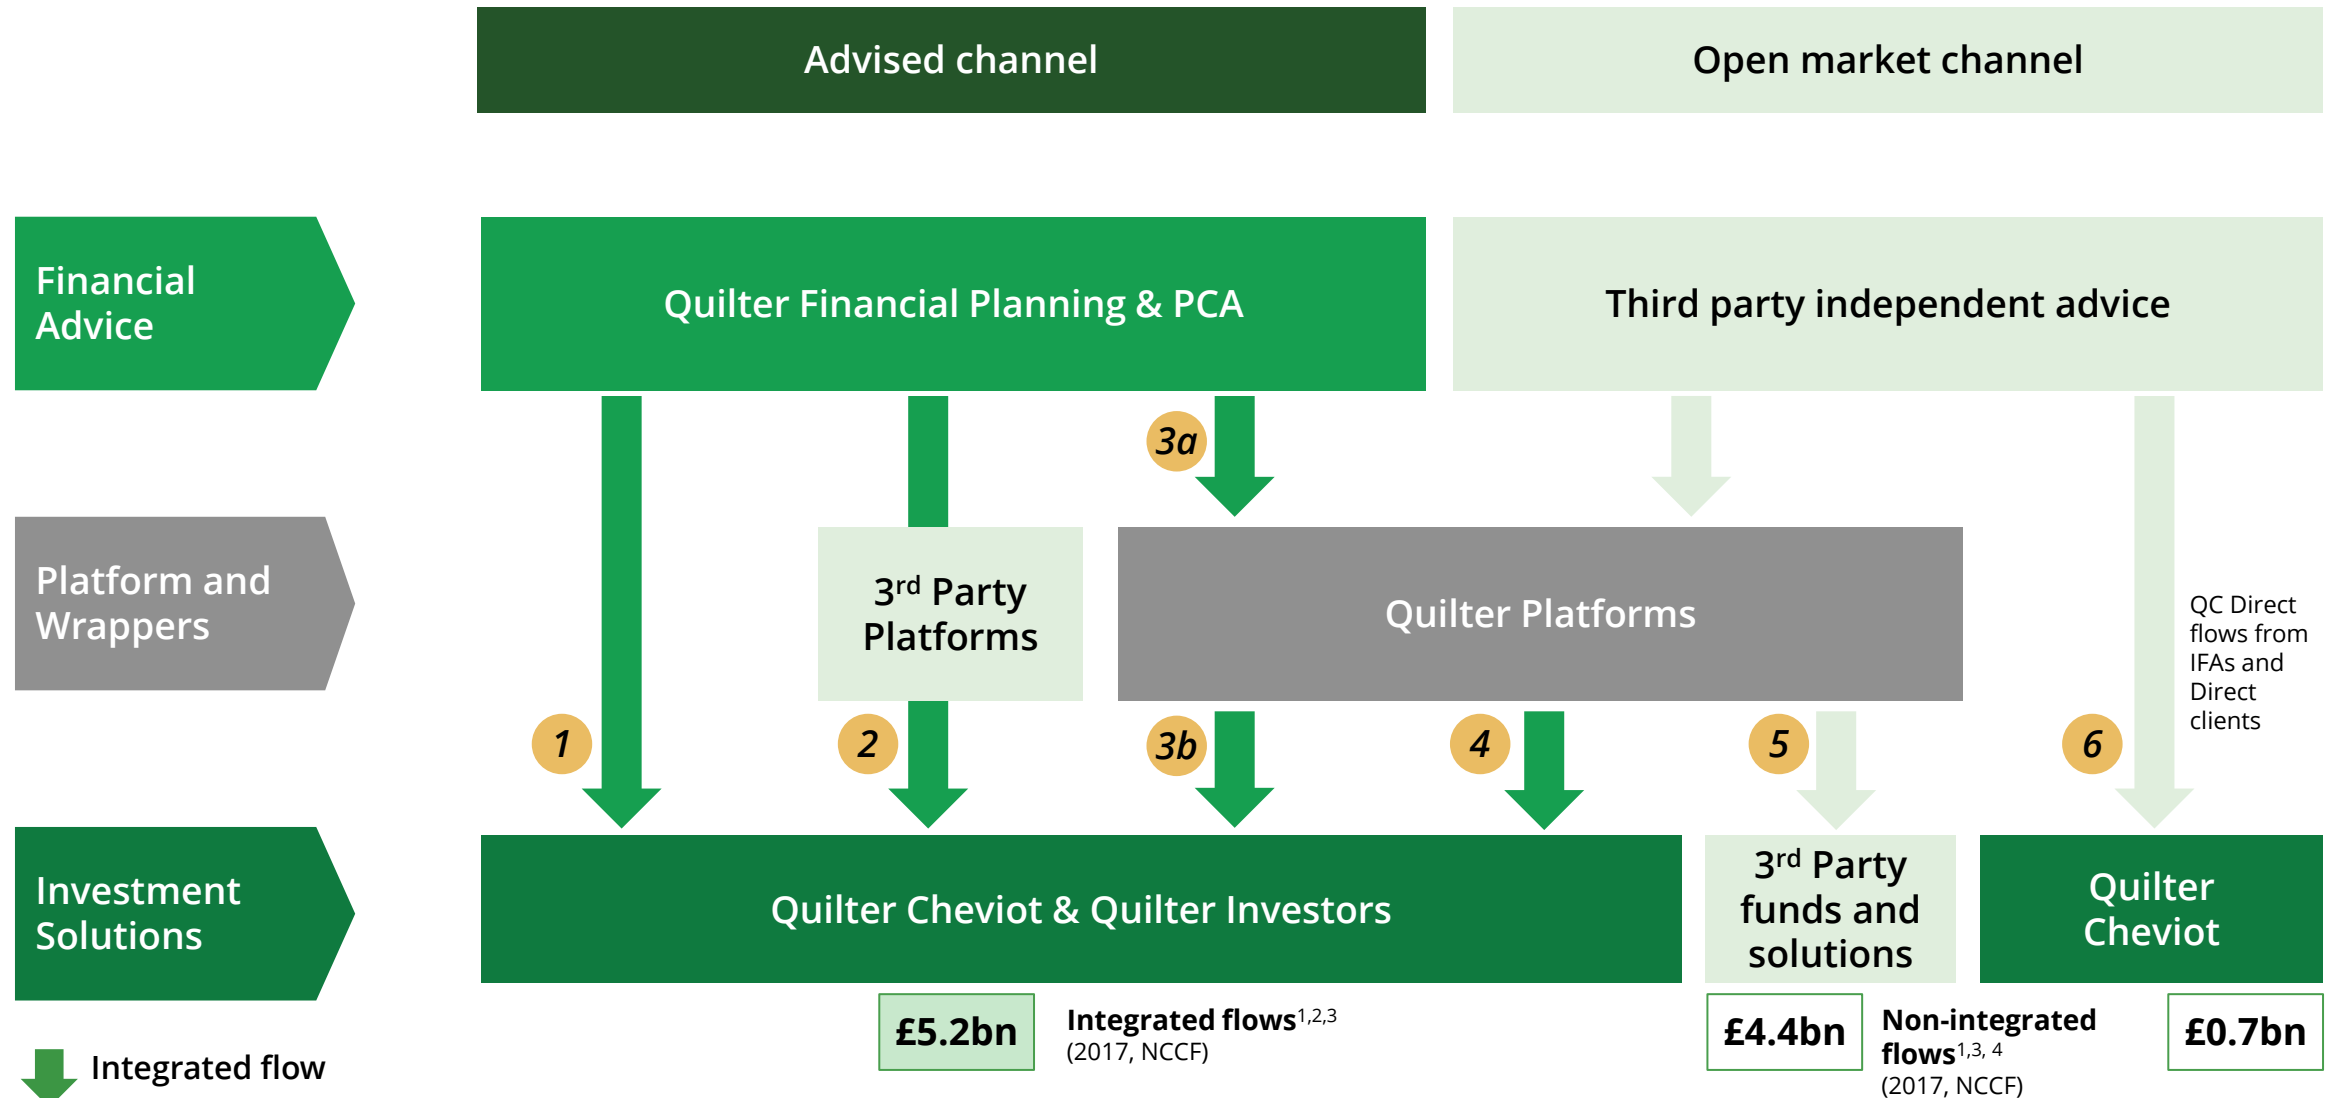 Advised channel
Open market channel
Financial
Advice
Quilter Financial Planning & PCA
Third party independent advice
3a
Platform and
Wrappers
3rd Party
Platforms
Quilter Platforms
QC Direct
flows from
IFAs and
Direct
clients
1
2
3b
4
5
6
Investment
Solutions
Quilter Cheviot & Quilter Investors
3rd Party
funds and
solutions
Quilter
Cheviot
£5.2bn
Integrated flows1,2,3
(2017, NCCF)
£4.4bn
Non-integrated
flows1,3, 4
(2017, NCCF)
£0.7bn
Integrated flow